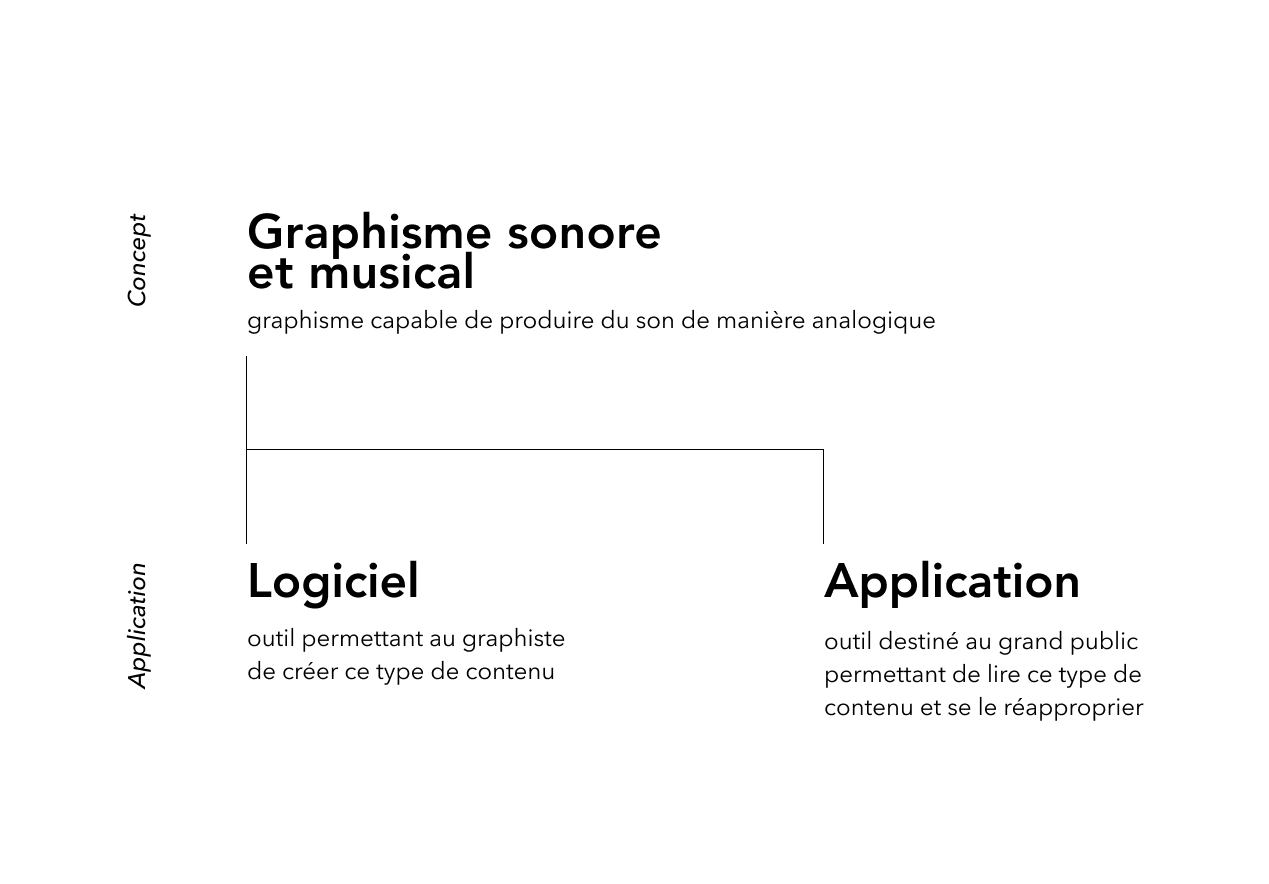 Concept
Graphisme sonore
et musical
graphisme capable de produire du son de manière analogique
Application
Logiciel
outil permettant au graphiste
de créer ce type de contenu
Application
outil destiné au grand public
permettant de lire ce type de
contenu et se le réapproprier